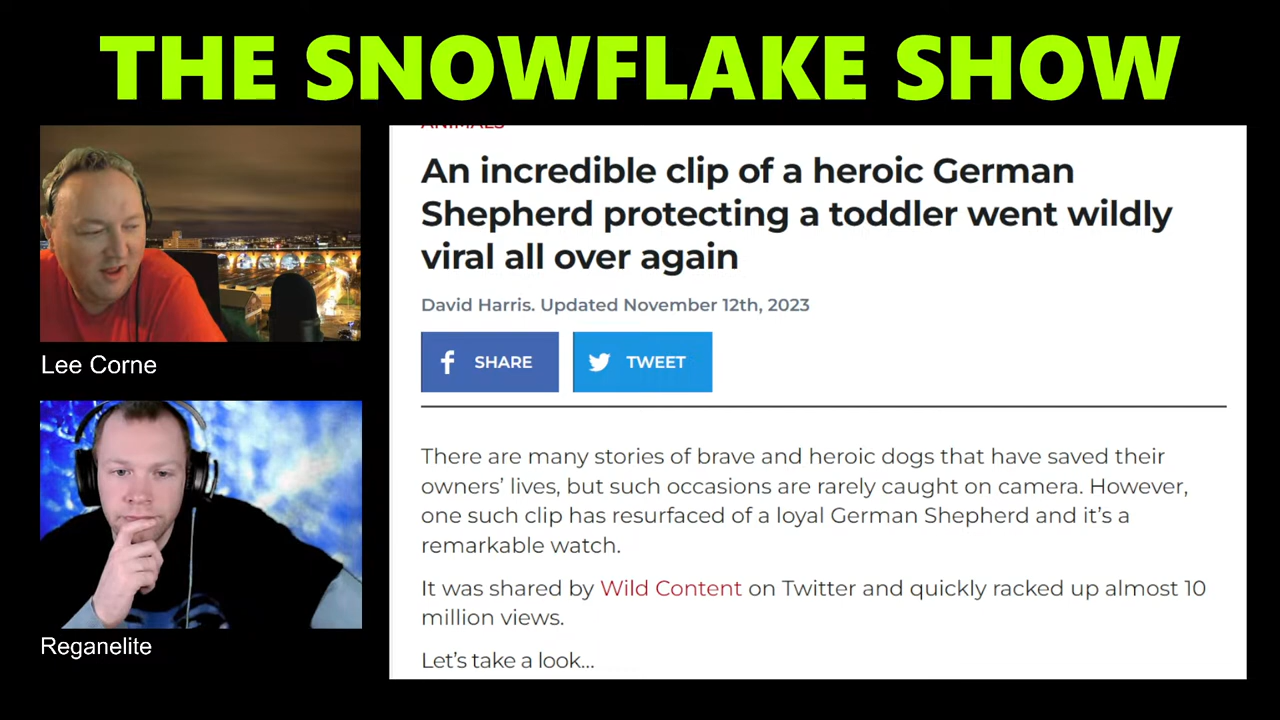 THE SNOWFLAKE SHOW
ANIMALS
An incredible clip of a heroic German
Shepherd protecting a toddler went wildly
viral all over again
David Harris. Updated November 12th, 2023
SHARE
TWEET
There are many stories of brave and heroic dogs that have saved their
owners’ lives, but such occasions are rarely caught on camera. However,
one such clip has resurfaced of a loyal German Shepherd and it’s a
remarkable watch.
It was shared by Wild Content on Twitter and quickly racked up almost 10
million views.
Let’s take a look...
Lee Corne
Reganelite